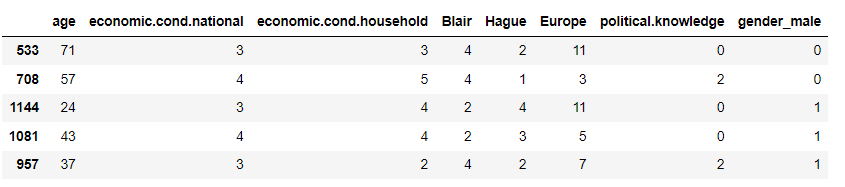 age economic.cond.national economic.cond.household Blair Hague Europe political.knowledge gender_male
533 71 3 3 4 2 11 0 0
708 57 4 5 4 1 3 2 0
1144 24 3 4 2 4 11 0 1
1081 43 4 4 2 3 5 0 1
957 37 3 2 4 2 7 2 1